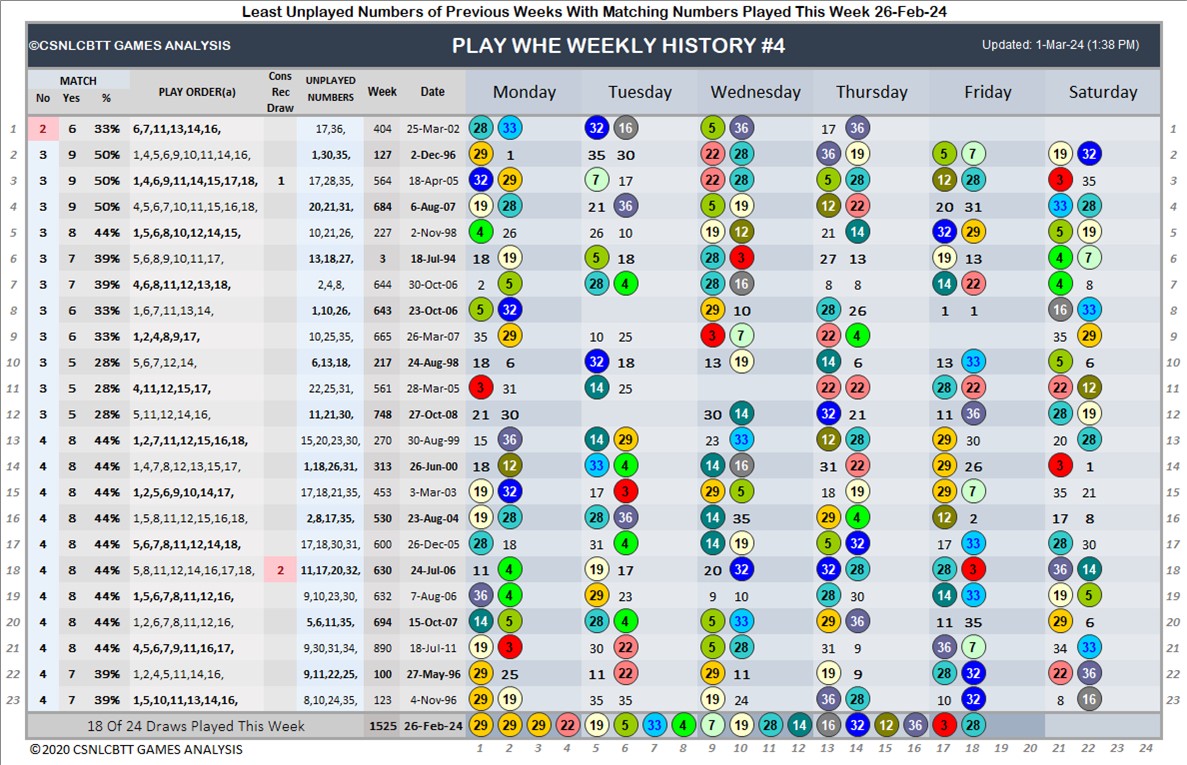 Least Unplayed Numbers of Previous Weeks With Matching Numbers Played This Week 26-Feb-24
©CSNLCBTT GAMES ANALYSIS PLAY WHE WEEKLY HISTORY #4 Updated: 1-Mar-24 (1:38 PM)
MATCH PLAY ORDER(a) Cons Rec Draw UNPLAYED NUMBERS Week Date Monday Tuesday Wednesday Thursday Friday Saturday
No Yes %
1 2 6 33% 6,7,11,13,14,16, 17,36, 404 25-Mar-02 28 33 32 16 5 36 17 36 1
2 3 9 50% 1,4,5,6,9,10,11,14,16, 1,30,35, 127 2-Dec-96 29 1 35 30 22 28 36 19 5 7 19 32 2
3 3 9 50% 1,4,6,9,11,14,15,17,18, 1 17,28,35, 564 18-Apr-05 32 29 7 17 22 28 5 28 12 28 3 35 3
4 3 9 50% 4,5,6,7,10,11,15,16,18, 20,21,31, 684 6-Aug-07 19 28 21 36 5 19 12 22 20 31 33 28 4
5 3 8 44% 1,5,6,8,10,12,14,15, 10,21,26, 227 2-Nov-98 4 26 26 10 19 12 21 14 32 29 5 19 5
6 3 7 39% 5,6,8,9,10,11,17, 13,18,27, 3 18-Jul-94 18 19 5 18 28 3 27 13 19 13 4 7 6
7 3 7 39% 4,6,8,11,12,13,18, 2,4,8, 644 30-Oct-06 2 5 28 4 28 16 8 8 14 22 4 8 7
8 3 6 33% 1,6,7,11,13,14, 1,10,26, 643 23-Oct-06 5 32 29 10 28 26 1 1 16 33 8
9 3 6 33% 1,2,4,8,9,17, 10,25,35, 665 26-Mar-07 35 29 10 25 3 7 22 4 35 29 9
10 3 5 28% 5,6,7,12,14, 6,13,18, 217 24-Aug-98 18 6 32 18 13 19 14 6 13 33 5 6 10
11 3 5 28% 4,11,12,15,17, 22,25,31, 561 28-Mar-05 3 31 14 25 22 22 28 22 22 12 11
12 3 5 28% 5,11,12,14,16, 11,21,30, 748 27-Oct-08 21 30 30 14 32 21 11 36 28 19 12
13 4 8 44% 1,2,7,11,12,15,16,18, 15,20,23,30, 270 30-Aug-99 15 36 14 29 23 33 12 28 29 30 20 28 13
14 4 8 44% 1,4,7,8,12,13,15,17, 1,18,26,31, 313 26-Jun-00 18 12 33 4 14 16 31 22 29 26 3 1 14
15 4 8 44% 1,2,5,6,9,10,14,17, 17,18,21,35, 453 3-Mar-03 19 32 17 3 29 5 18 19 29 7 35 21 15
16 4 8 44% 1,5,8,11,12,15,16,18, 2,8,17,35, 530 23-Aug-04 19 28 28 36 14 35 29 4 12 2 17 8 16
17 4 8 44% 5,6,7,8,11,12,14,18, 17,18,30,31, 600 26-Dec-05 28 18 31 4 14 19 5 32 17 33 28 30 17
18 4 8 44% 5,8,11,12,14,16,17,18, 2 11,17,20,32, 630 24-Jul-06 11 4 19 17 20 32 32 28 28 3 36 14 18
19 4 8 44% 1,5,6,7,8,11,12,16, 9,10,23,30, 632 7-Aug-06 36 4 29 23 9 10 28 30 14 33 19 5 19
20 4 8 44% 1,2,6,7,8,11,12,16, 5,6,11,35, 694 15-Oct-07 14 5 28 4 5 33 29 36 11 35 29 6 20
21 4 8 44% 4,5,6,7,9,11,16,17, 9,30,31,34, 890 18-Jul-11 19 3 30 22 5 28 31 9 36 7 34 33 21
22 4 7 39% 1,2,4,5,11,14,16, 9,11,22,25, 100 27-May-96 29 25 11 22 29 11 19 9 28 32 22 36 22
23 4 7 39% 1,5,10,11,13,14,16, 8,10,24,35, 123 4-Nov-96 29 19 35 35 19 24 36 28 10 32 8 16 23
18 Of 24 Draws Played This Week 1525 26-Feb-24 29 29 29 22 19 5 33 4 7 19 28 14 16 32 12 36 3 28
©2020 CSNLCBTT GAMES ANALYSIS 1 2 3 4 5 6 7 8 9 10 11 12 13 14 15 16 17 18 19 20 21 22 23 24